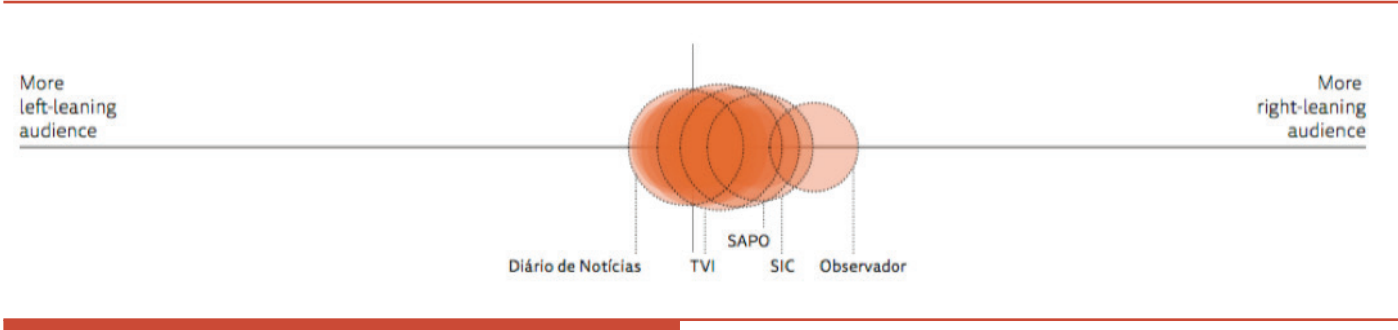 More
left-leaning
audience
More
right-leaning
audience
SAPO
Diário de Notícias TVI SIC Observador